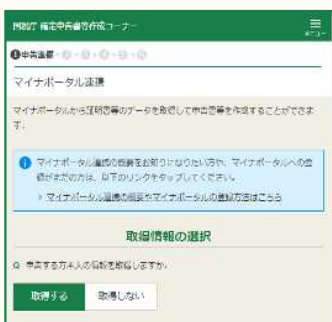 国税庁 確定申告書等作成コーナー
メニュー
❶申告準備-❷-❸-❹-❺-❻
マイナポータル連携
マイナポータルから証明書等のデータを取得して申告書等を作成することができま
す。
マイナポータル連携の概要をお知りになりたい方や、マイナポータルへの登
録がまだの方は、以下のリンクをタップしてください。
> マイナポータル連携の概要やマイナポータルの登録方法はこちら
取得情報の選択
Q 申告する方本人の情報を取得しますか。
取得する 取得しない